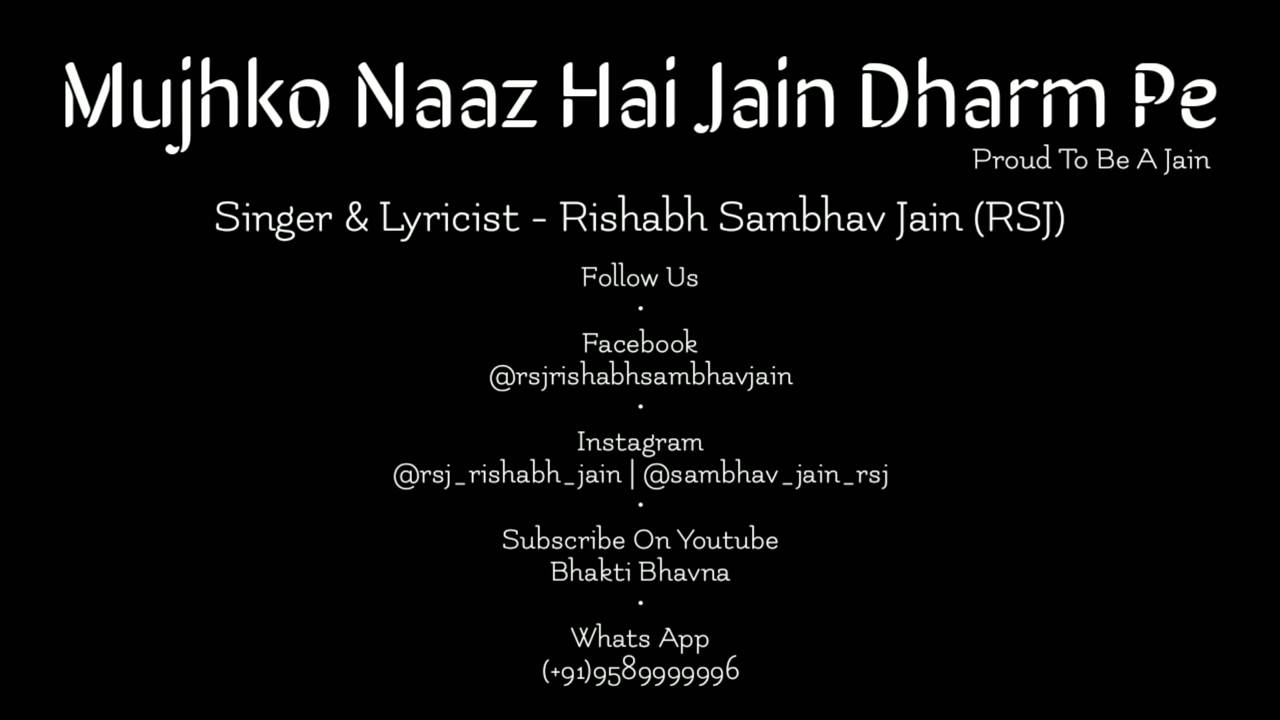 Mujhko Naaz Hai Jain Dharm Pe
Proud To Be A Jain
Singer & Lyricist - Rishabh Sambhav Jain (RSJ)
Follow Us
•
Facebook
@rsjrishabhsambhavjain
•
Instagram
@rsj_rishabh_jain | @sambhav_jain_rsj
•
Subscribe On Youtube
Bhakti Bhavna
•
Whats App
(+91)9589999996